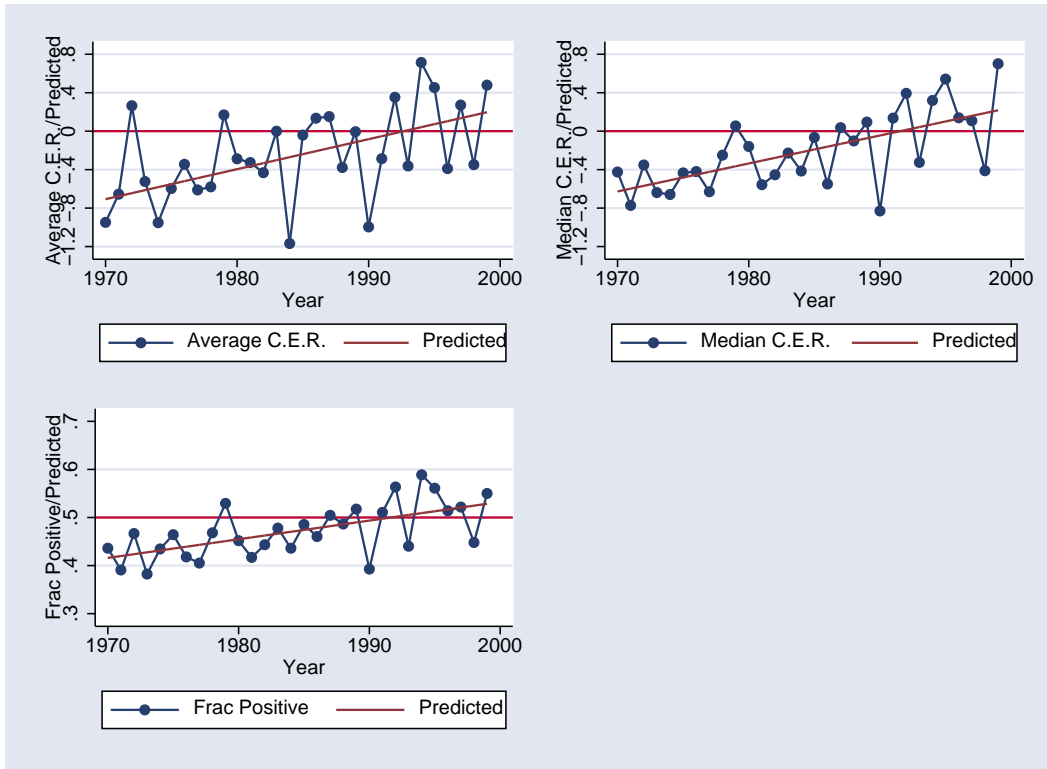 Average C.E.R./Predicted
.8
.4
0
−.4
−.8
−1.2
1970 1980 1990 2000
Year
Average C.E.R. Predicted
Median C.E.R./Predicted
.8
.4
0
−.4
−.8
−1.2
1970 1980 1990 2000
Year
Median C.E.R. Predicted
Frac Positive/Predicted
.7
.6
.5
.4
.3
1970 1980 1990 2000
Year
Frac Positive Predicted